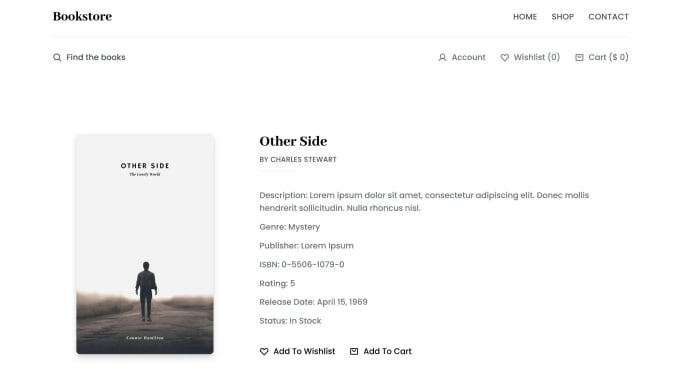 Bookstore
HOME SHOP CONTACT
Find the books
Account Wishlist (0) Cart ($ 0)
OTHER SIDE
The Lonely World
Connor Hamilton
Other Side
BY CHARLES STEWART
Description: Lorem ipsum dolor sit amet, consectetur adipiscing elit. Donec mollis
hendrerit sollicitudin. Nulla rhoncus nisl.
Genre: Mystery
Publisher: Lorem Ipsum
ISBN: 0-5506-1079-0
Rating: 5
Release Date: April 15, 1969
Status: In Stock
Add To Wishlist Add To Cart